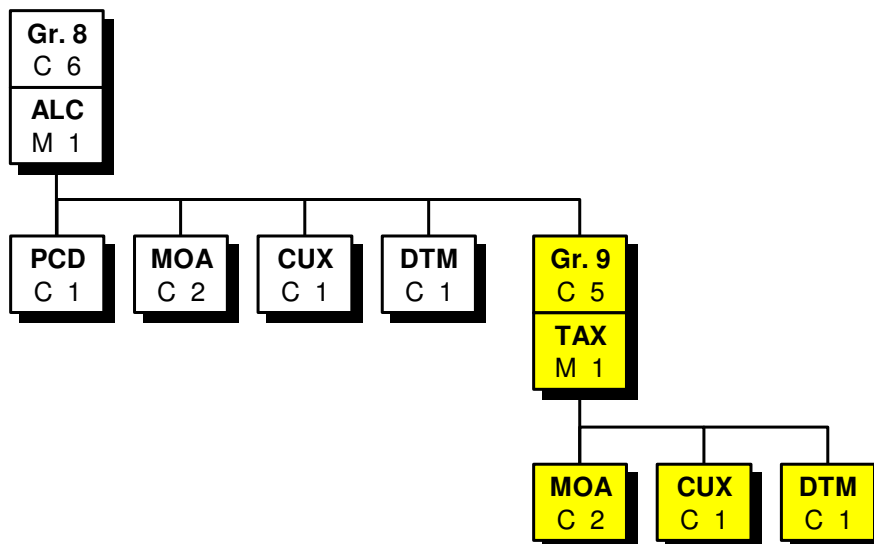 Gr. 8
C 6
ALC
M 1
PCD
C 1
MOA
C 2
CUX
C 1
DTM
C 1
Gr. 9
C 5
TAX
M 1
MOA
C 2
CUX
C 1
DTM
C 1